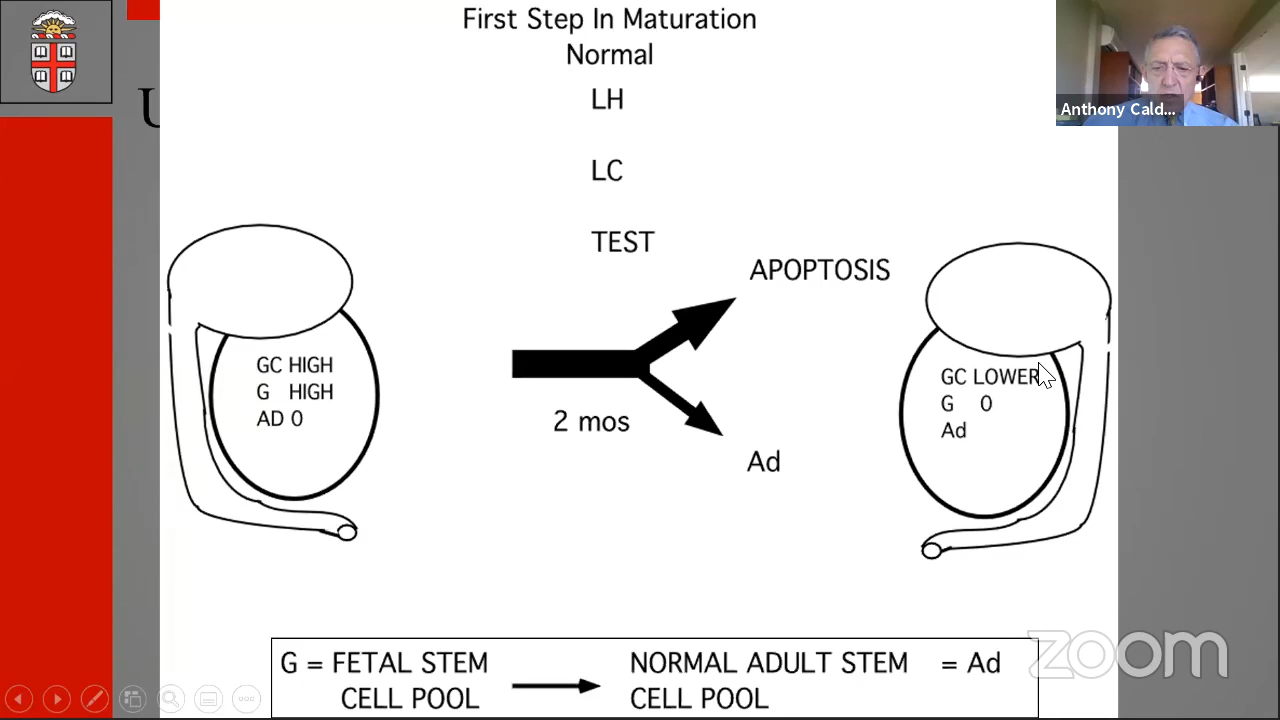 First Step In Maturation
Normal
LH
LC
TEST
APOPTOSIS
GC HIGH
G HIGH
AD 0
2 mos
Ad
GC LOWER
G 0
Ad
G = FETAL STEM CELL POOL
NORMAL ADULT STEM CELL POOL = Ad
U
Anthony Cald...
zoom